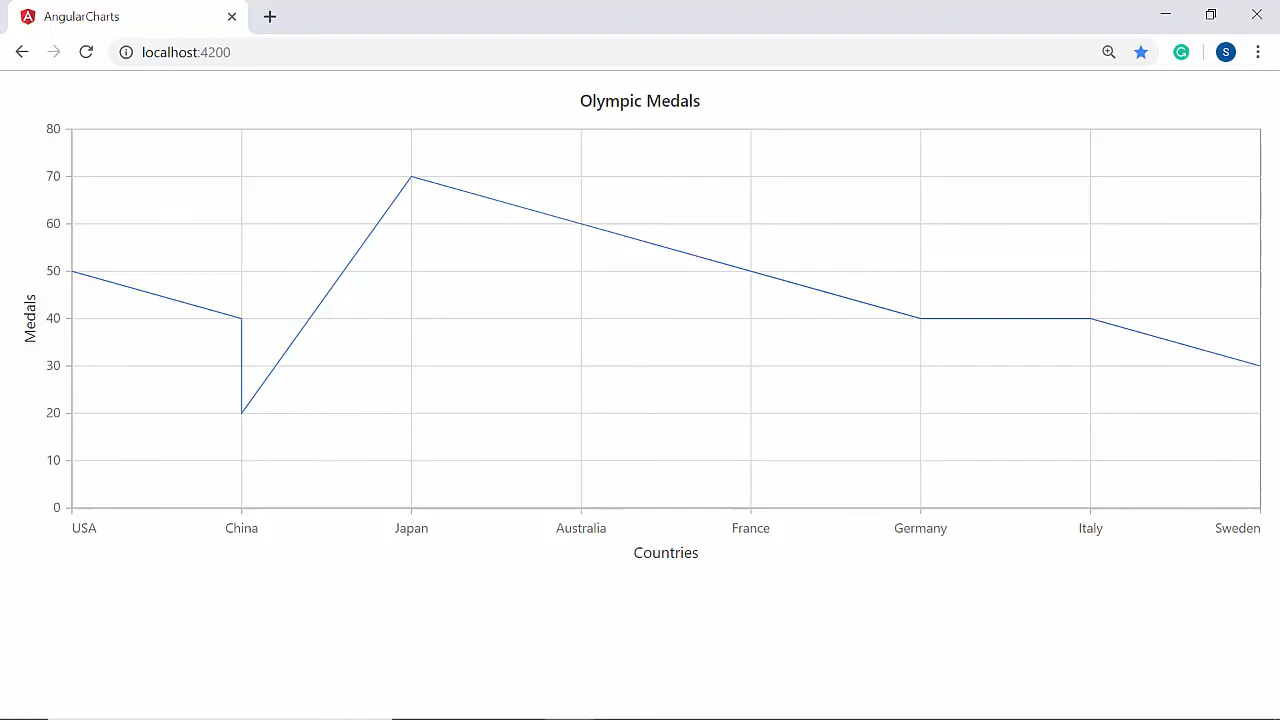 AngularCharts
localhost:4200
S
Olympic Medals
80
70
60
50
40
30
20
10
0
Medals
USA China Japan Australia France Germany Italy Sweden
Countries